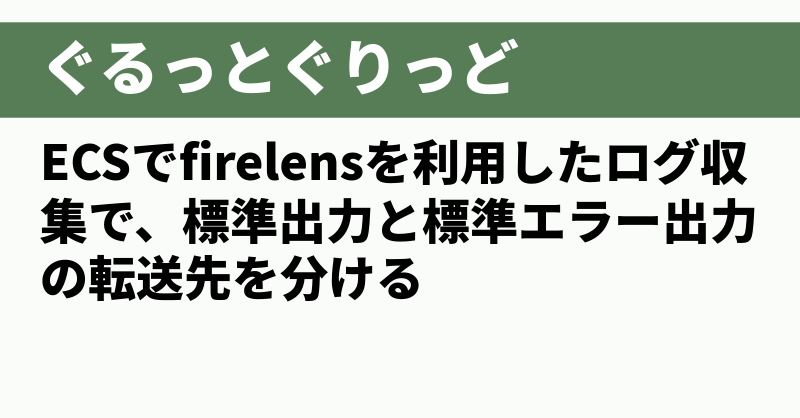 ぐるっとぐりっど
ECSでfirelensを利用したログ収
集で、標準出力と標準エラー出力
の転送先を分ける